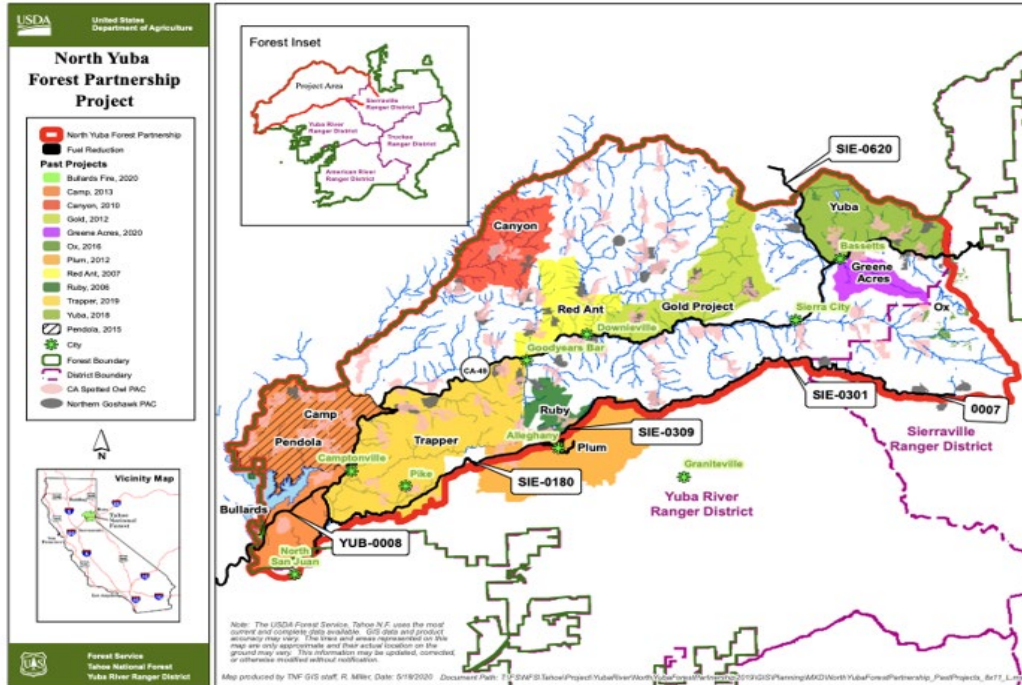 USDA
United States
Department of Agriculture
North Yuba
Forest Partnership
Project
North Yuba Forest Partnership
Fuel Reduction
Past Projects
Bullards Fire, 2020
Camp, 2013
Canyon, 2010
Gold, 2012
Greene Acres, 2020
Ox, 2016
Plum, 2012
Red Ant, 2007
Ruby, 2006
Trapper, 2019
Yuba, 2018
Pendola, 2015
City
Forest Boundary
District Boundary
CA Spotted Owl PAC
Northern Goshawk PAC
N
Vicinity Map
Tahoe
National
Forest
Forest Service
Tahoe National Forest
Yuba River Ranger District
Forest Inset
Project Area
Sierraville
Ranger District
Yuba River
Ranger District
Truckee
Ranger District
American River
Ranger District
SIE-0620
Yuba
Canyon
Bassetts
Greene
Acres
Red Ant
Gold Project
Ox
Sierra City
Downieville
Goodyears Bar
CA-49
SIE-0301
0007
Camp
Ruby
Sierraville
Ranger District
Pendola
Trapper
SIE-0309
Alleghany
Plum
Camptonville
Pike
SIE-0180
Graniteville
Yuba River
Ranger District
Bullards
YUB-0008
North
San Juan
Note: The USDA Forest Service, Tahoe N.F. uses the most
current and complete data available. GIS data and product
accuracy may vary. The lines and areas represented on this
map are only approximate and their actual location on the
ground may vary. This information may be updated, corrected,
or otherwise modified without notification.
Map produced by TNF GIS staff, R. Miller, Date: 5/19/2020 Document Path: